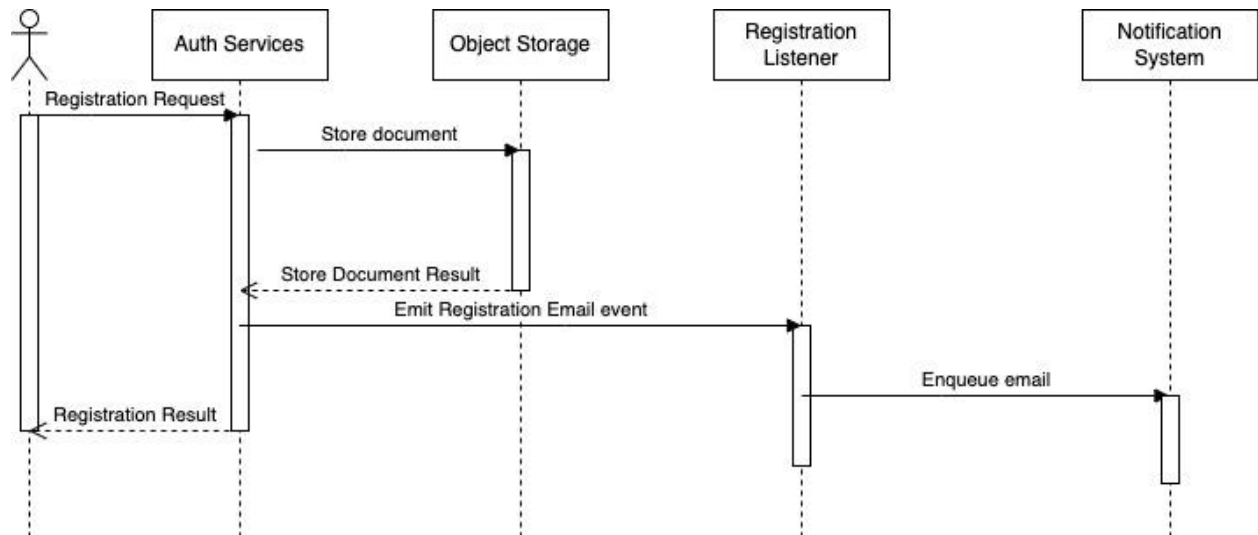 Auth Services
Object Storage
Registration
Listener
Notification
System
Registration Request
Store document
Store Document Result
Emit Registration Email event
Enqueue email
Registration Result